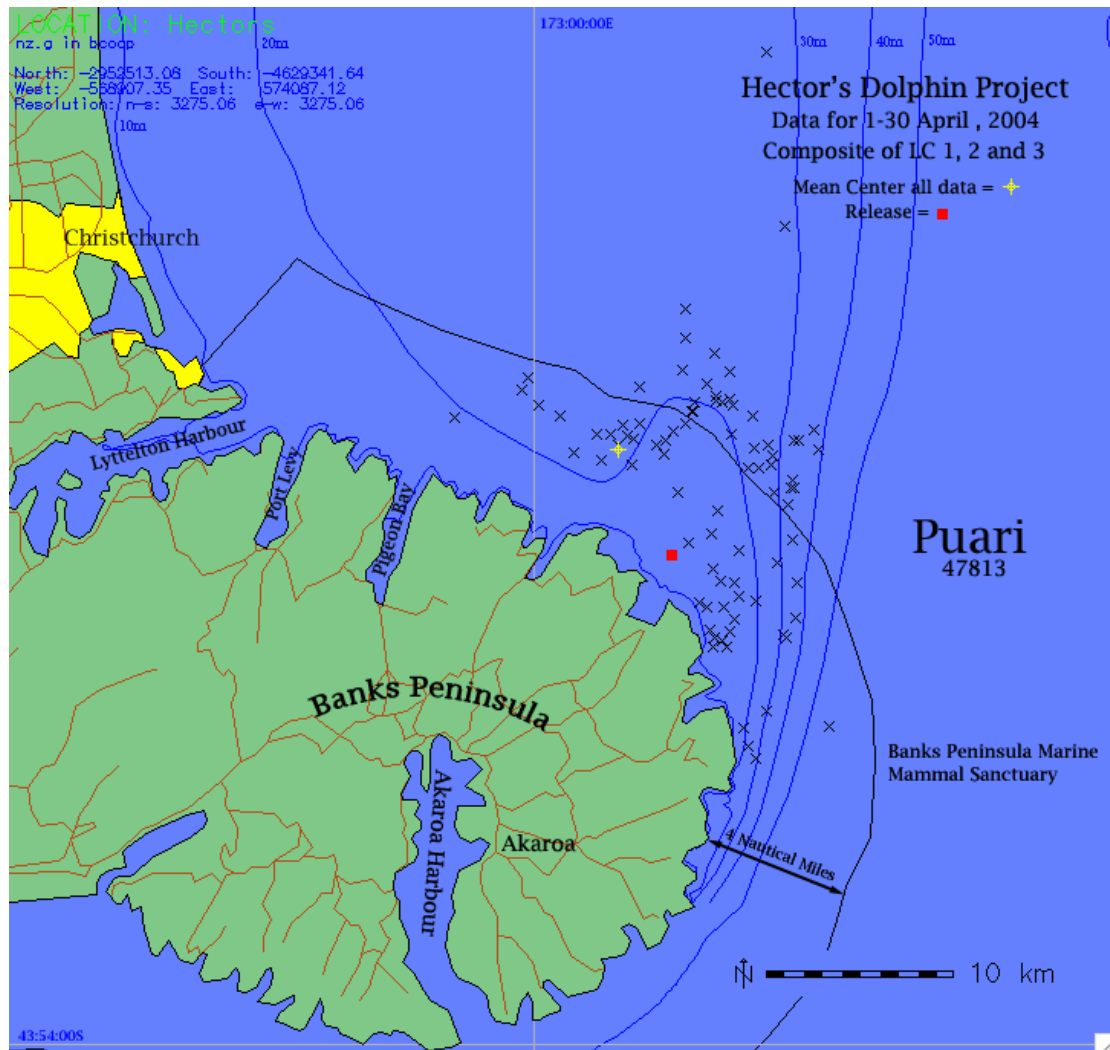 LOCATION: Hectors
nz.g in bcoop
North: -2952513.08 South: -4629341.64
West: -568907.35 East: 574087.12
Resolution: n-s: 3275.06 e-w: 3275.06
173:00:00E
10m
20m
30m
40m
50m
Hector's Dolphin Project
Data for 1-30 April , 2004
Composite of LC 1, 2 and 3
Mean Center all data =
Release =
Christchurch
Lyttelton Harbour
Port Levy
Pigeon Bay
Puari
47813
Banks Peninsula
Banks Peninsula Marine
Mammal Sanctuary
Akaroa Harbour
Akaroa
4 Nautical Miles
N
10 km
43:54:00S